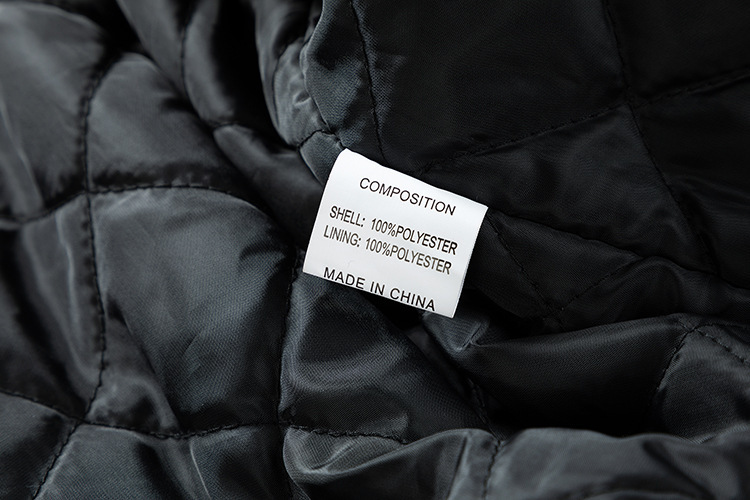 COMPOSITION
SHELL: 100%POLYESTER
LINING: 100%POLYESTER
MADE IN CHINA